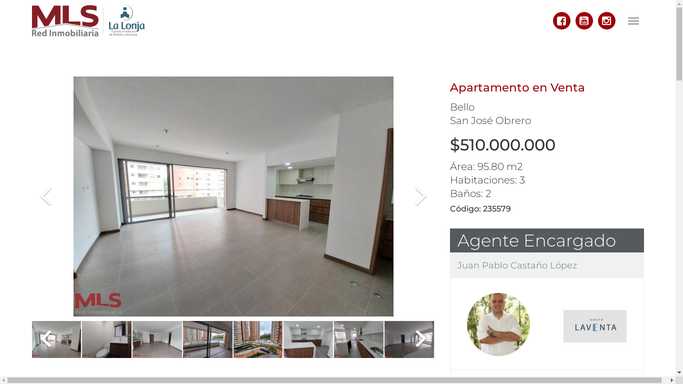 MLS
Red Inmobiliaria
La Lonja
Apartamento en Venta
Bello
San José Obrero
$510.000.000
Área: 95.80 m2
Habitaciones: 3
Baños: 2
Código: 235579
Agente Encargado
Juan Pablo Castaño López
MLS
LAVENTA